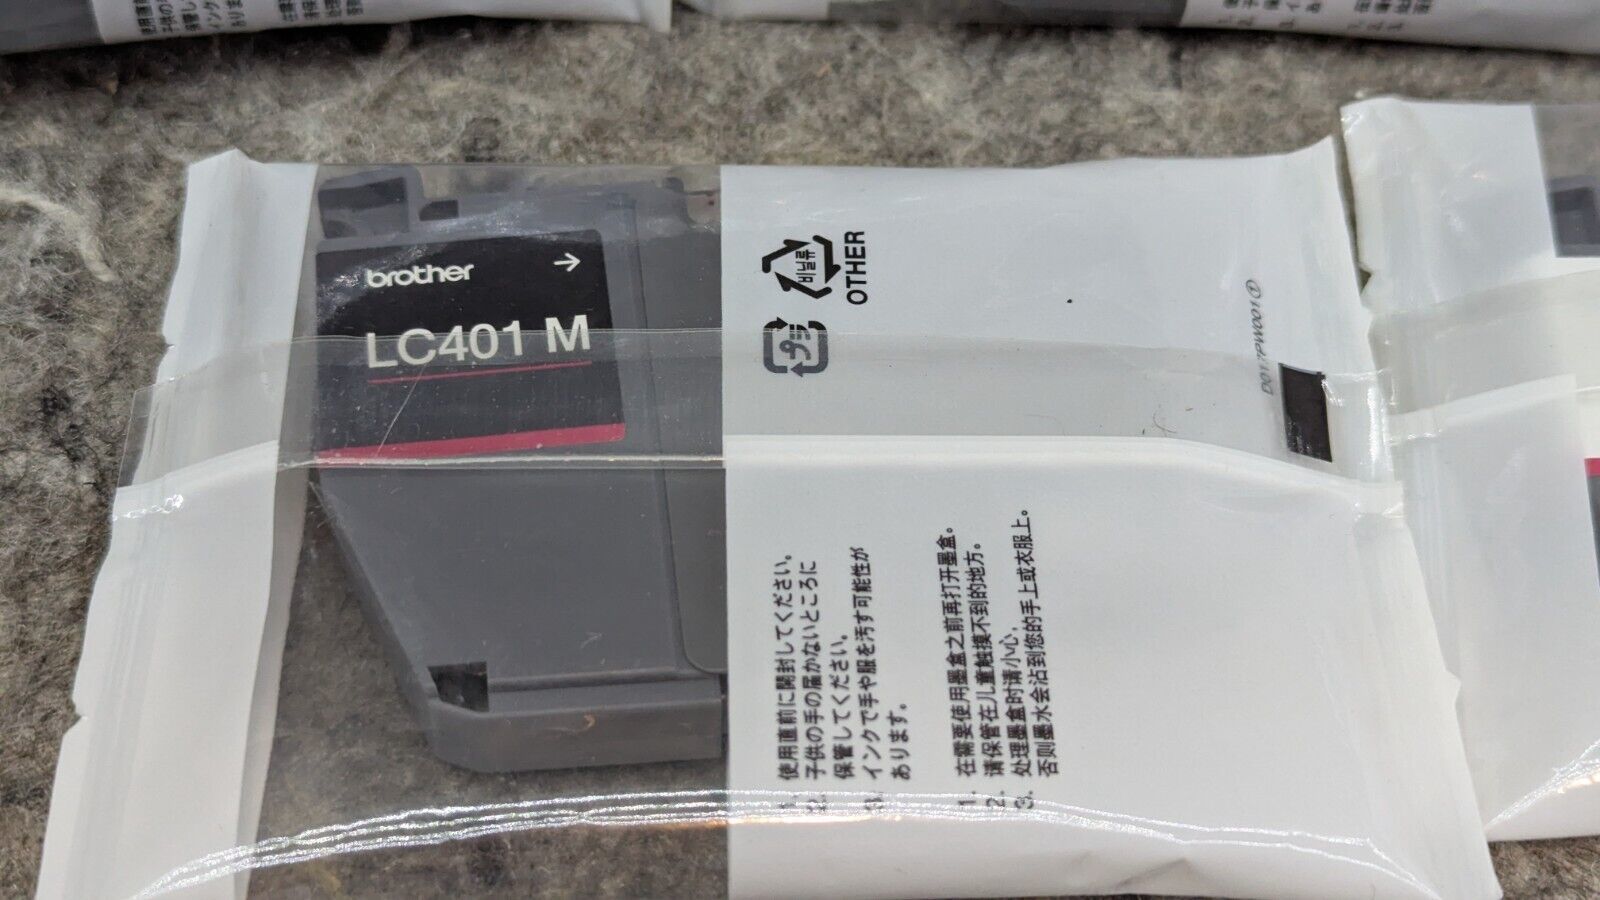 brother →
LC401 M
비닐류
OTHER
プラ
1. 使用直前に開封してください。
2. 子供の手の届かないところに
保管してください。
3. インクで手や服を汚す可能性が
あります。
1. 在需要使用墨盒之前再打开墨盒。
2. 请保管在儿童触摸不到的地方。
3. 处理墨盒时请小心,
否则墨水会沾到您的手上或衣服上。